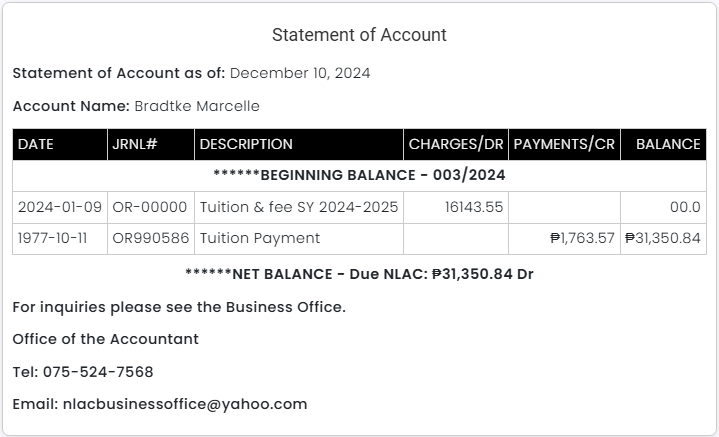 Statement of Account
Statement of Account as of: December 10, 2024
Account Name: Bradtke Marcelle
DATE JRNL# DESCRIPTION CHARGES/DR PAYMENTS/CR BALANCE
******BEGINNING BALANCE - 003/2024
2024-01-09 OR-00000 Tuition & fee SY 2024-2025 16143.55 00.0
1977-10-11 OR990586 Tuition Payment ₱1,763.57 ₱31,350.84
******NET BALANCE - Due NLAC: ₱31,350.84 Dr
For inquiries please see the Business Office.
Office of the Accountant
Tel: 075-524-7568
Email: nlacbusinessoffice@yahoo.com